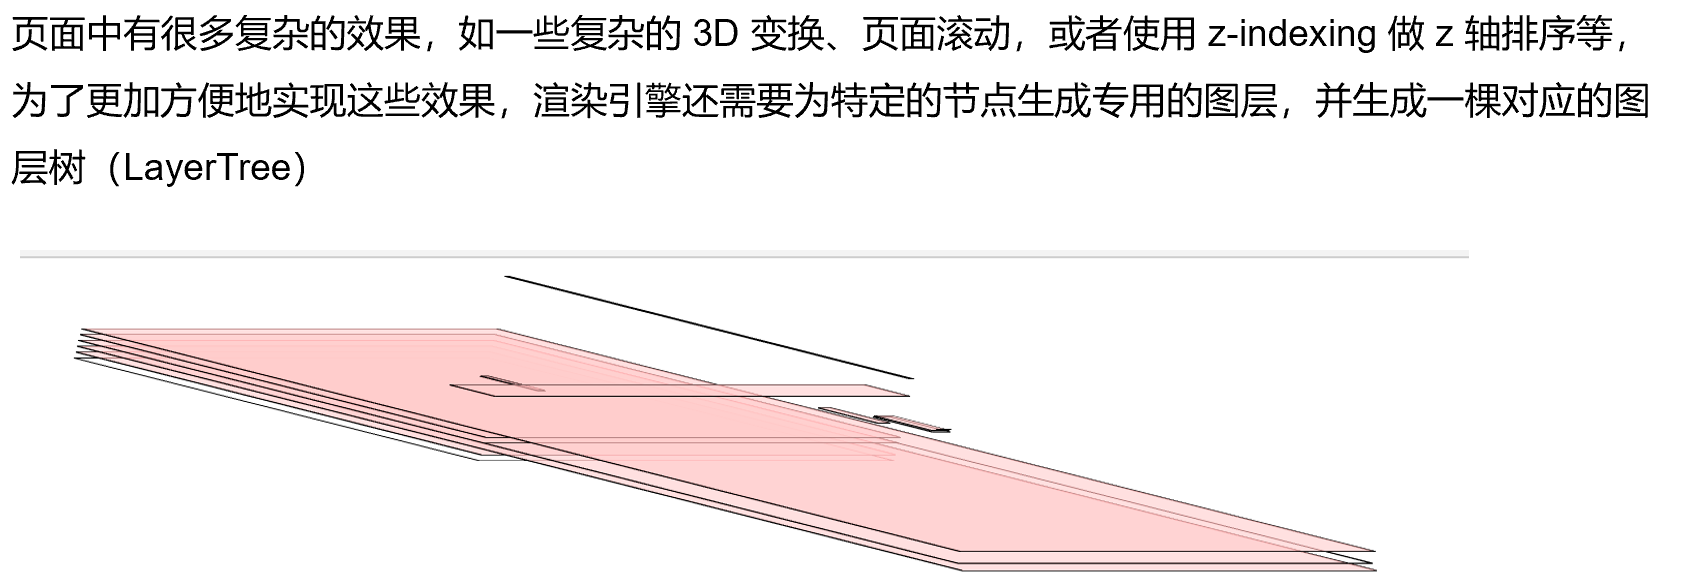 页面中有很多复杂的效果，如一些复杂的 3D 变换、页面滚动，或者使用 z-indexing 做 z 轴排序等，
为了更加方便地实现这些效果，渲染引擎还需要为特定的节点生成专用的图层，并生成一棵对应的图
层树（LayerTree）